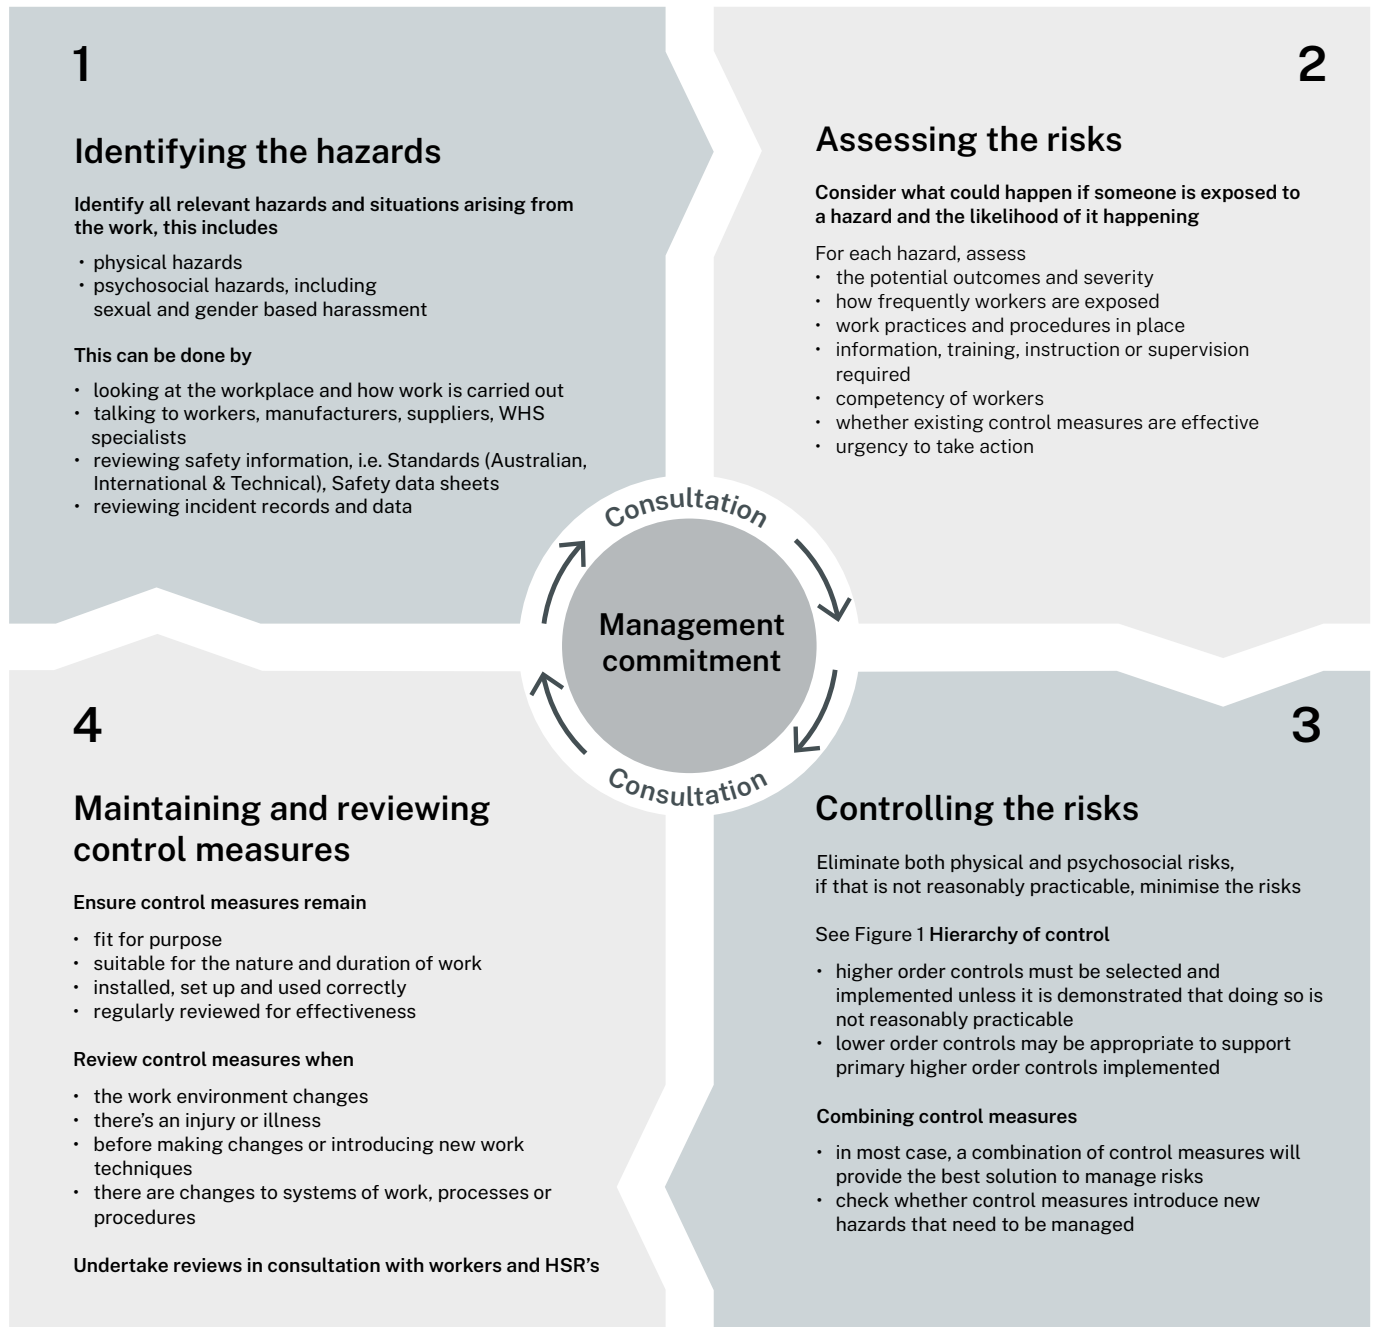 1
Identifying the hazards
Identify all relevant hazards and situations arising from
the work, this includes
• physical hazards
• psychosocial hazards, including
sexual and gender based harassment
This can be done by
• looking at the workplace and how work is carried out
• talking to workers, manufacturers, suppliers, WHS
specialists
• reviewing safety information, i.e. Standards (Australian,
International & Technical), Safety data sheets
• reviewing incident records and data
2
Assessing the risks
Consider what could happen if someone is exposed to
a hazard and the likelihood of it happening
For each hazard, assess
• the potential outcomes and severity
• how frequently workers are exposed
• work practices and procedures in place
• information, training, instruction or supervision
required
• competency of workers
• whether existing control measures are effective
• urgency to take action
Consultation
Management
commitment
Consultation
3
Controlling the risks
Eliminate both physical and psychosocial risks,
if that is not reasonably practicable, minimise the risks
See Figure 1 Hierarchy of control
• higher order controls must be selected and
implemented unless it is demonstrated that doing so is
not reasonably practicable
• lower order controls may be appropriate to support
primary higher order controls implemented
Combining control measures
• in most case, a combination of control measures will
provide the best solution to manage risks
• check whether control measures introduce new
hazards that need to be managed
4
Maintaining and reviewing
control measures
Ensure control measures remain
• fit for purpose
• suitable for the nature and duration of work
• installed, set up and used correctly
• regularly reviewed for effectiveness
Review control measures when
• the work environment changes
• there’s an injury or illness
• before making changes or introducing new work
techniques
• there are changes to systems of work, processes or
procedures
Undertake reviews in consultation with workers and HSR’s